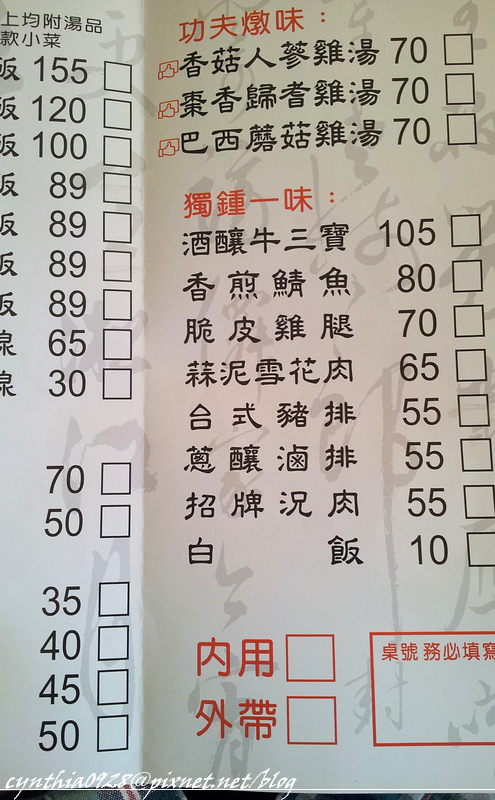 上均附湯品
款小菜
飯 155
飯 120
飯 100
飯 89
飯 89
飯 89
飯 89
線 65
線 30
70
50
35
40
45
50
功夫燉味：
香菇人蔘雞湯 70
棗香歸耆雞湯 70
巴西蘑菇雞湯 70
獨鍾一味：
酒釀牛三寶 105
香煎鯖魚 80
脆皮雞腿 70
蒜泥雪花肉 65
台式豬排 55
蔥釀滷排 55
招牌況肉 55
白飯 10
內用
外帶
桌號務必填寫
cynthia0928@pixnet.net/blog